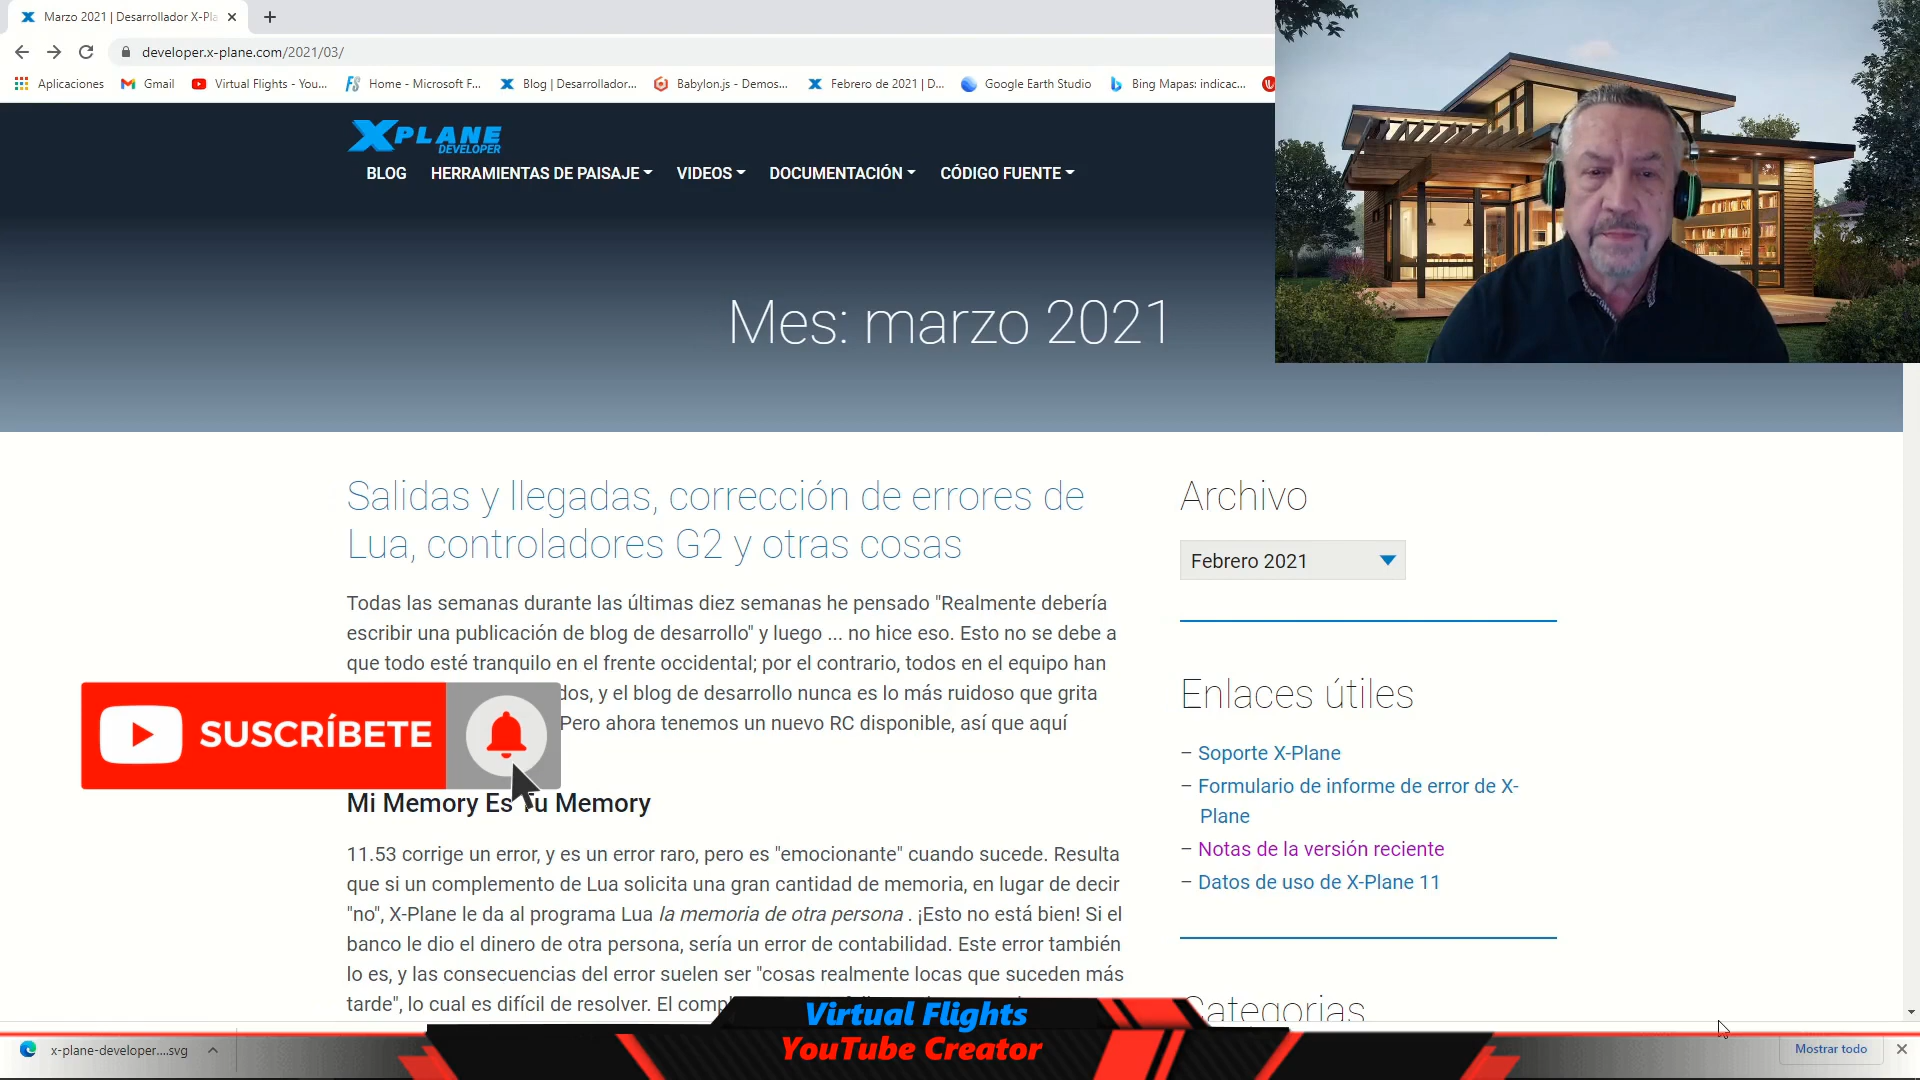 Marzo 2021 | Desarrollador X-Pla
developer.x-plane.com/2021/03/
Aplicaciones
Gmail
Virtual Flights - You...
Home - Microsoft F...
Blog | Desarrollador...
Babylon.js - Demos...
Febrero de 2021 | D...
Google Earth Studio
Bing Mapas: indicac...
X PLANE
DEVELOPER
BLOG
HERRAMIENTAS DE PAISAJE
VIDEOS
DOCUMENTACIÓN
CÓDIGO FUENTE
Mes: marzo 2021
Salidas y llegadas, corrección de errores de
Lua, controladores G2 y otras cosas
Todas las semanas durante las últimas diez semanas he pensado "Realmente debería
escribir una publicación de blog de desarrollo" y luego ... no hice eso. Esto no se debe a
que todo esté tranquilo en el frente occidental; por el contrario, todos en el equipo han
dos, y el blog de desarrollo nunca es lo más ruidoso que grita
Pero ahora tenemos un nuevo RC disponible, así que aquí
SUSCRÍBETE
Mi Memory Es Tu Memory
11.53 corrige un error, y es un error raro, pero es "emocionante" cuando sucede. Resulta
que si un complemento de Lua solicita una gran cantidad de memoria, en lugar de decir
"no", X-Plane le da al programa Lua la memoria de otra persona . ¡Esto no está bien! Si el
banco le dio el dinero de otra persona, sería un error de contabilidad. Este error también
lo es, y las consecuencias del error suelen ser "cosas realmente locas que suceden más
tarde", lo cual es difícil de resolver. El comp
Archivo
Febrero 2021
Enlaces útiles
– Soporte X-Plane
– Formulario de informe de error de X-
Plane
– Notas de la versión reciente
– Datos de uso de X-Plane 11
Categorias
Virtual Flights
YouTube Creator
x-plane-developer....svg
Mostrar todo